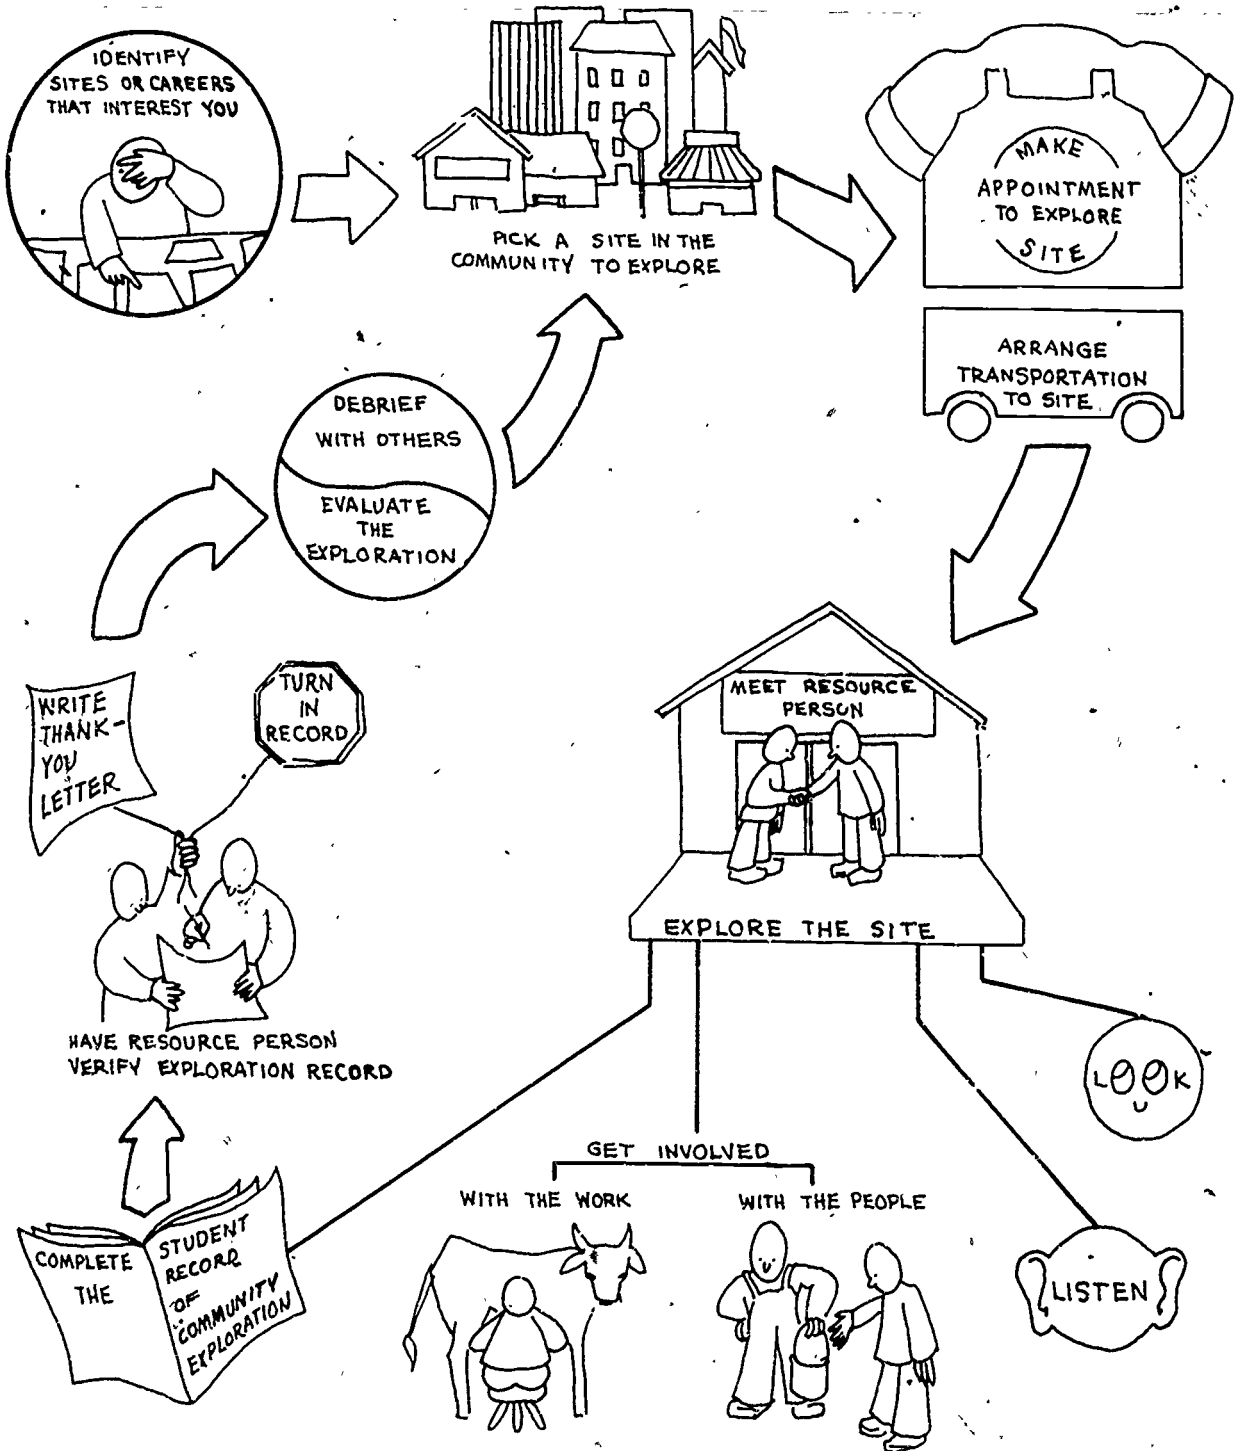 IDENTIFY
SITES OR CAREERS
THAT INTEREST YOU
PICK A SITE IN THE
COMMUNITY TO EXPLORE
MAKE
APPOINTMENT
TO EXPLORE
SITE
ARRANGE
TRANSPORTATION
TO SITE
MEET RESOURCE
PERSON
EXPLORE THE SITE
LOOK
LISTEN
GET INVOLVED
WITH THE WORK
WITH THE PEOPLE
COMPLETE
THE
STUDENT
RECORD
OF
COMMUNITY
EXPLORATION
HAVE RESOURCE PERSON
VERIFY EXPLORATION RECORD
WRITE
THANK-
YOU
LETTER
TURN
IN
RECORD
DEBRIEF
WITH OTHERS
EVALUATE
THE
EXPLORATION